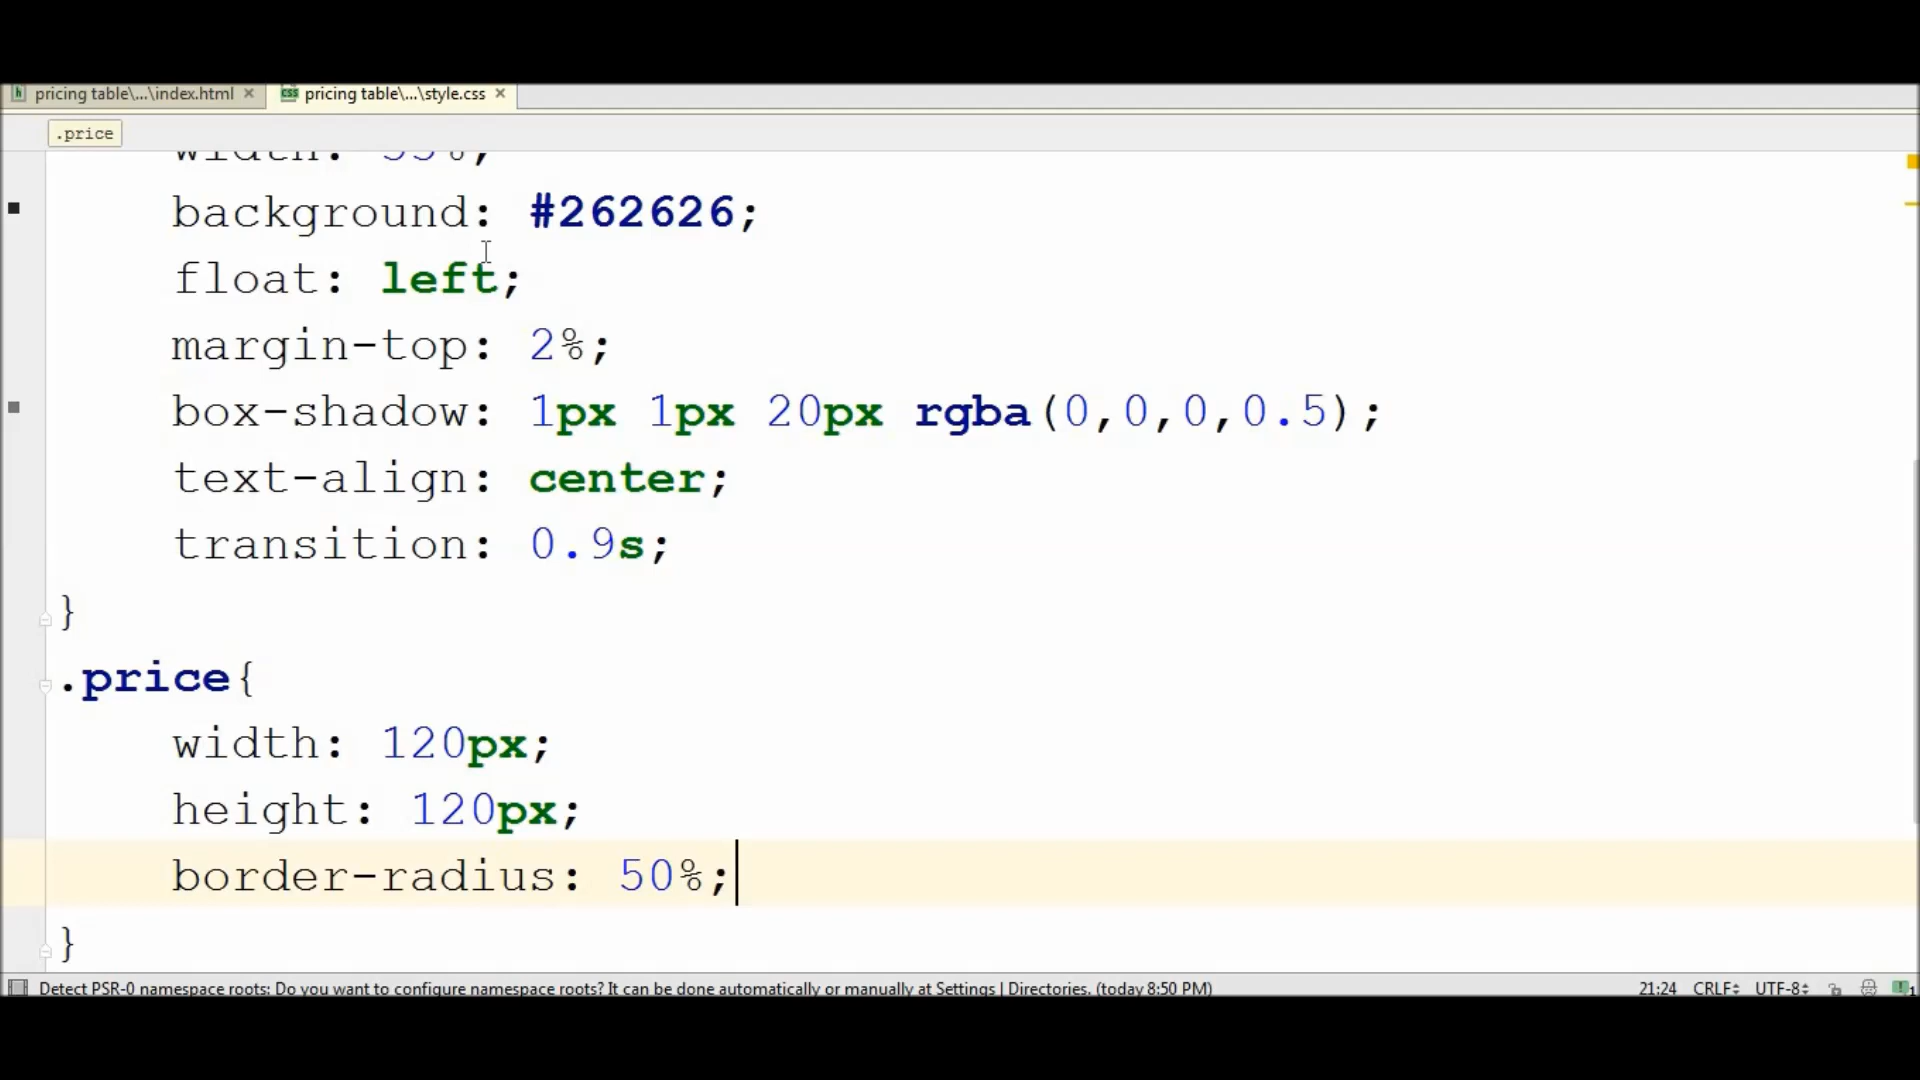 pricing table\...\index.html
pricing table\...\style.css
.price
width:
background: #262626;
float: left;
margin-top: 2%;
box-shadow: 1px 1px 20px rgba(0,0,0,0.5);
text-align: center;
transition: 0.9s;
}
.price{
width: 120px;
height: 120px;
border-radius: 50%;
}
Detect PSR-0 namespace roots: Do you want to configure namespace roots? It can be done automatically or manually at Settings | Directories. (today 8:50 PM)
21:24 CRLF UTF-8